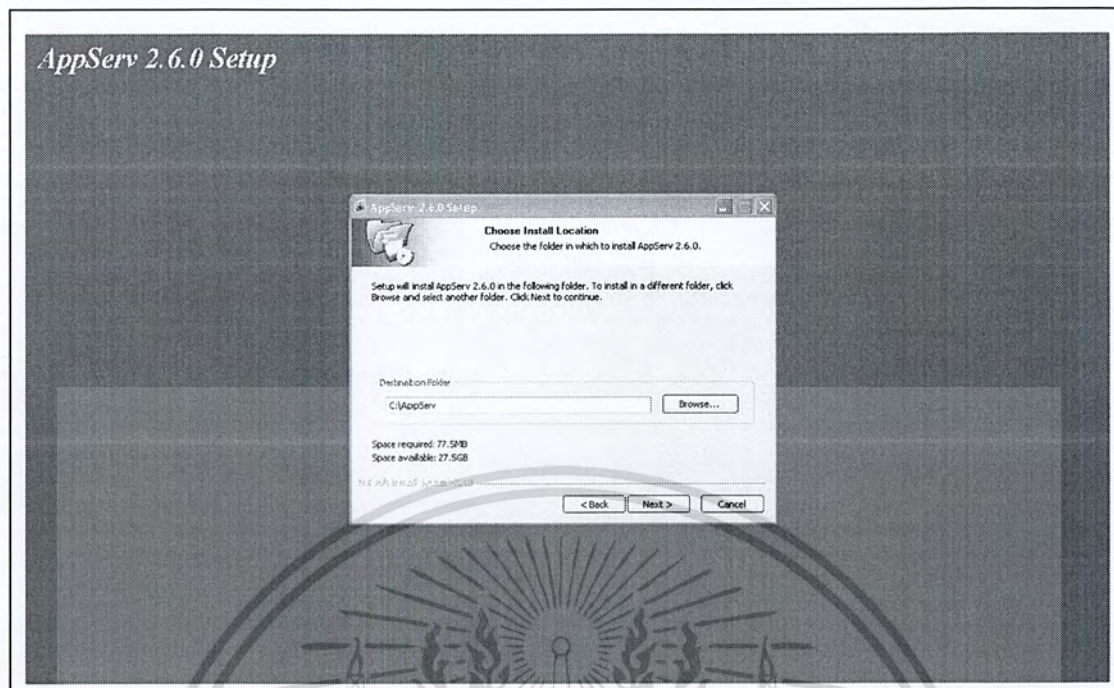 AppServ 2.6.0 Setup
AppServ 2.6.0 Setup
Choose Install Location
Choose the folder in which to install AppServ 2.6.0.
Setup will install AppServ 2.6.0 in the following folder. To install in a different folder, click
Browse and select another folder. Click Next to continue.
Destination Folder
C:\AppServ
Browse...
Space required: 77.5MB
Space available: 27.5GB
< Back
Next >
Cancel